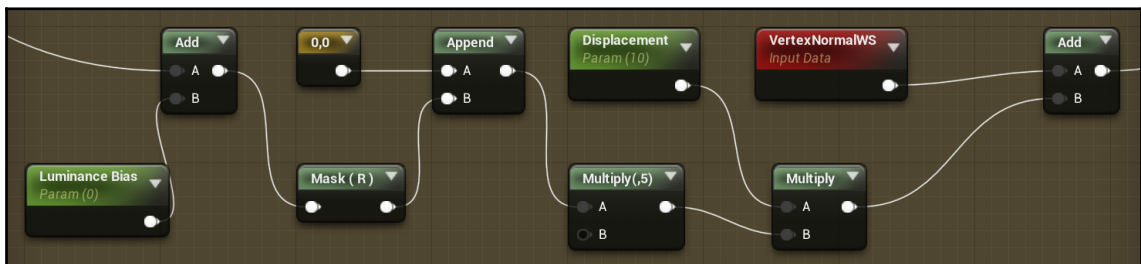 Add
A
B
Luminance Bias
Param (0)
0,0
Mask ( R )
Append
A
B
Displacement
Param (10)
Multiply(,5)
A
B
VertexNormalWS
Input Data
Multiply
A
B
Add
A
B